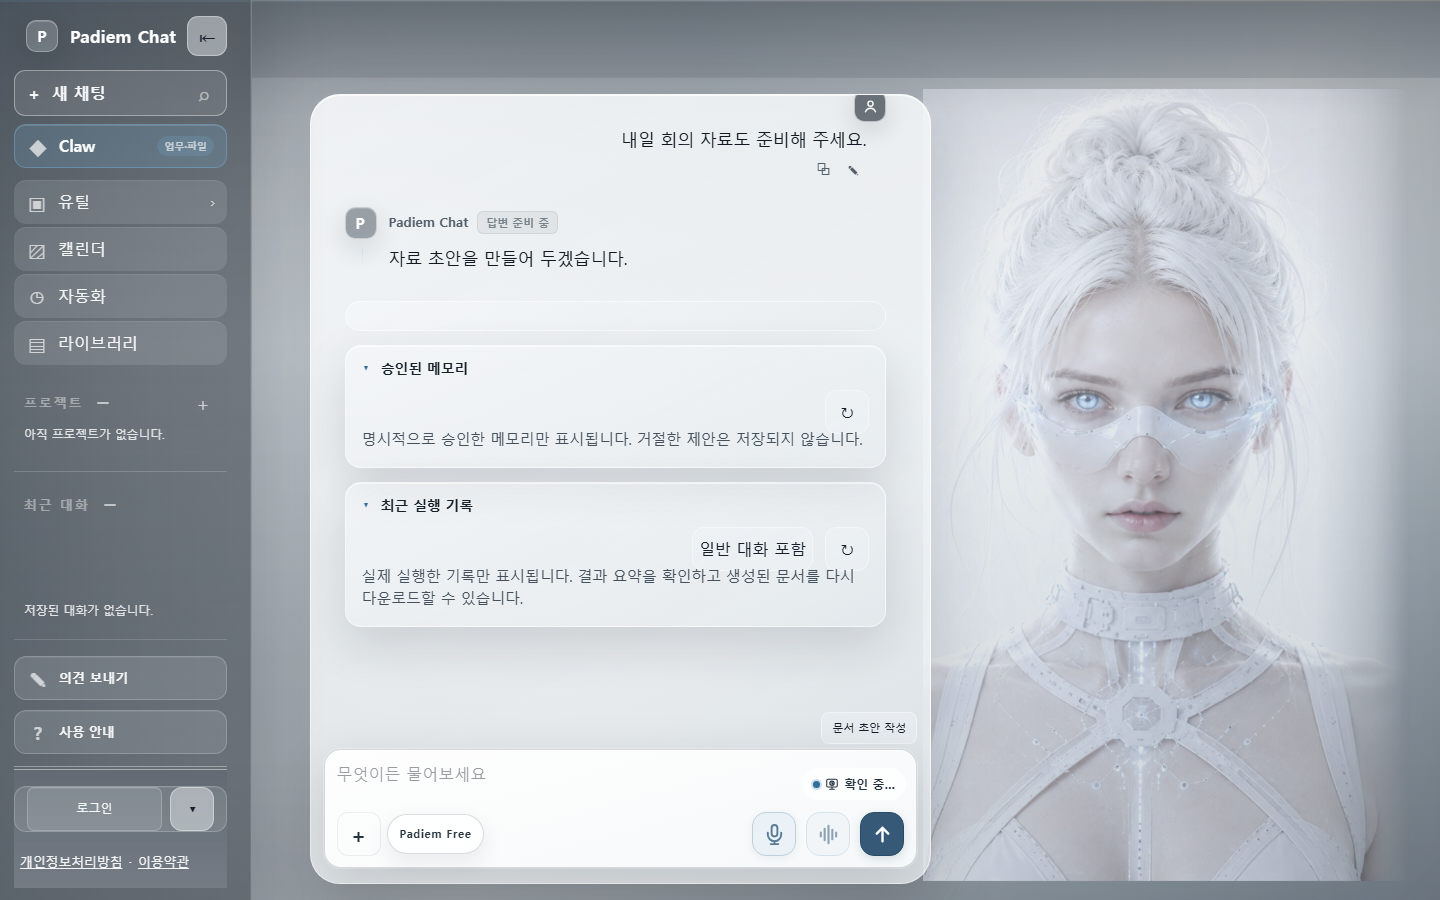 P Padiem Chat
+ 새 채팅
Claw 업무·파일
유틸
캘린더
자동화
라이브러리
프로젝트
아직 프로젝트가 없습니다.
최근 대화
저장된 대화가 없습니다.
의견 보내기
? 사용 안내
로그인
개인정보처리방침 · 이용약관
내일 회의 자료도 준비해 주세요.
P Padiem Chat 답변 준비 중
자료 초안을 만들어 두겠습니다.
승인된 메모리
명시적으로 승인한 메모리만 표시됩니다. 거절한 제안은 저장되지 않습니다.
최근 실행 기록
일반 대화 포함
실제 실행한 기록만 표시됩니다. 결과 요약을 확인하고 생성된 문서를 다시
다운로드할 수 있습니다.
문서 초안 작성
무엇이든 물어보세요
확인 중...
+ Padiem Free